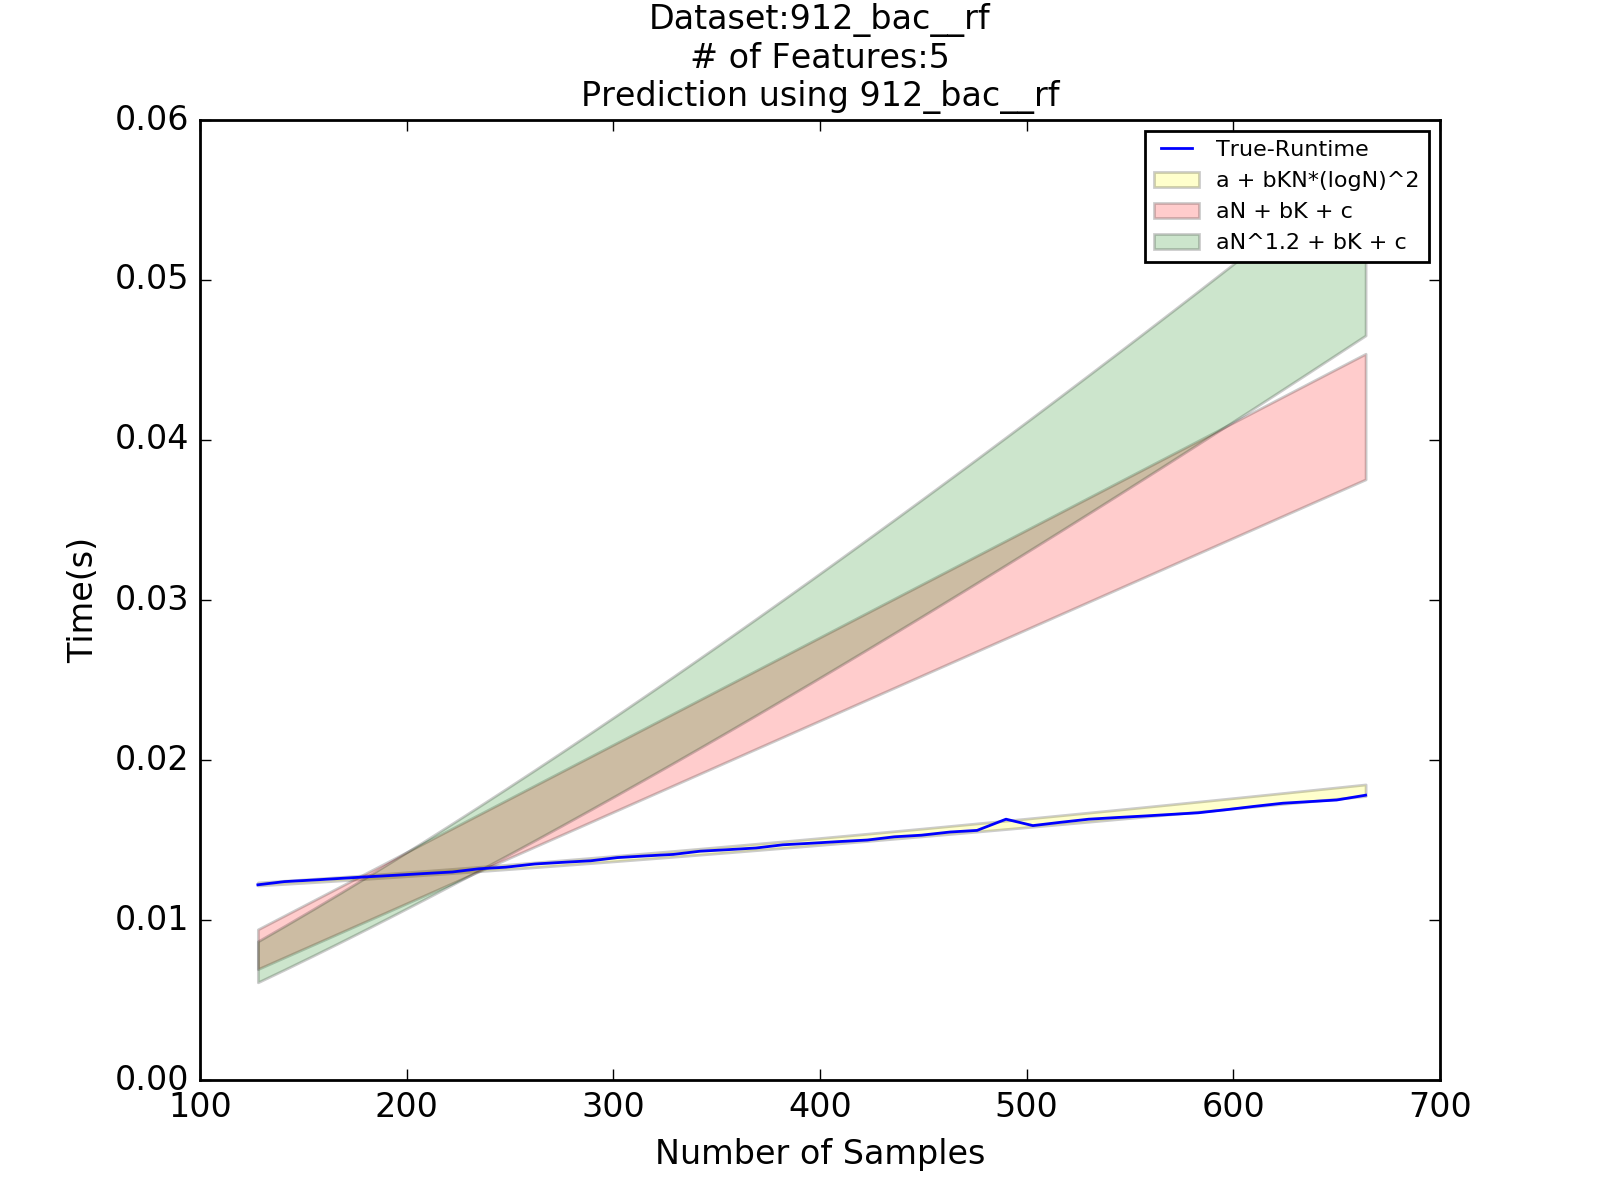 Dataset:912_bac__rf
# of Features:5
Prediction using 912_bac__rf
True-Runtime
a + bKN*(logN)^2
aN + bK + c
aN^1.2 + bK + c
0.06
0.05
0.04
0.03
0.02
0.01
0.00
Time(s)
100 200 300 400 500 600 700
Number of Samples